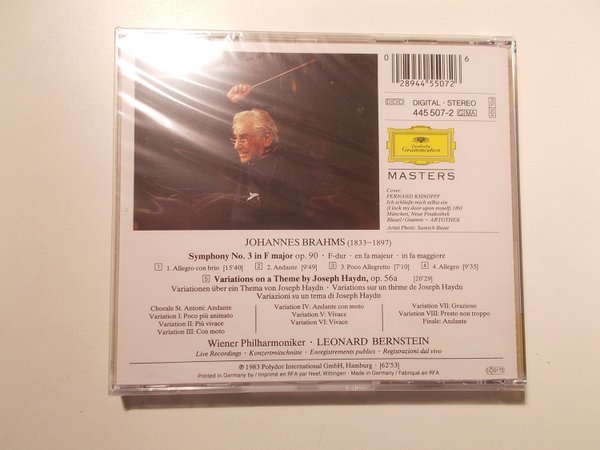 0 28944 55072 6
DDD DIGITAL · STEREO
445 507-2 GEMA
Deutsche
Grammophon
MASTERS
Cover:
FERNAND KHNOPFF
Ich schließe mich selbst ein
(I lock my door upon myself) 1891
München, Neue Pinakothek
Blauel/Gnamm – ARTOTHEK
Artist Photo: Susesch Bayat
JOHANNES BRAHMS (1833–1897)
Symphony No. 3 in F major op. 90 · F-dur · en fa majeur · in fa maggiore
1 1. Allegro con brio [15'40] 2 2. Andante [9'49] 3 3. Poco Allegretto [7'10] 4 4. Allegro [9'35]
5 Variations on a Theme by Joseph Haydn, op. 56a [20'29]
Variationen über ein Thema von Joseph Haydn · Variations sur un thème de Joseph Haydn
Variazioni su un tema di Joseph Haydn
Chorale St. Antoni: Andante
Variation I: Poco più animato
Variation II: Più vivace
Variation III: Con moto
Variation IV: Andante con moto
Variation V: Vivace
Variation VI: Vivace
Variation VII: Grazioso
Variation VIII: Presto non troppo
Finale: Andante
Wiener Philharmoniker · LEONARD BERNSTEIN
Live Recordings · Konzertmitschnitte · Enregistrements publics · Registrazioni dal vivo
℗ 1983 Polydor International GmbH, Hamburg · [62'53]
Printed in Germany by / Imprimé en RFA par Neef, Wittingen · Made in Germany / Fabriqué en RFA